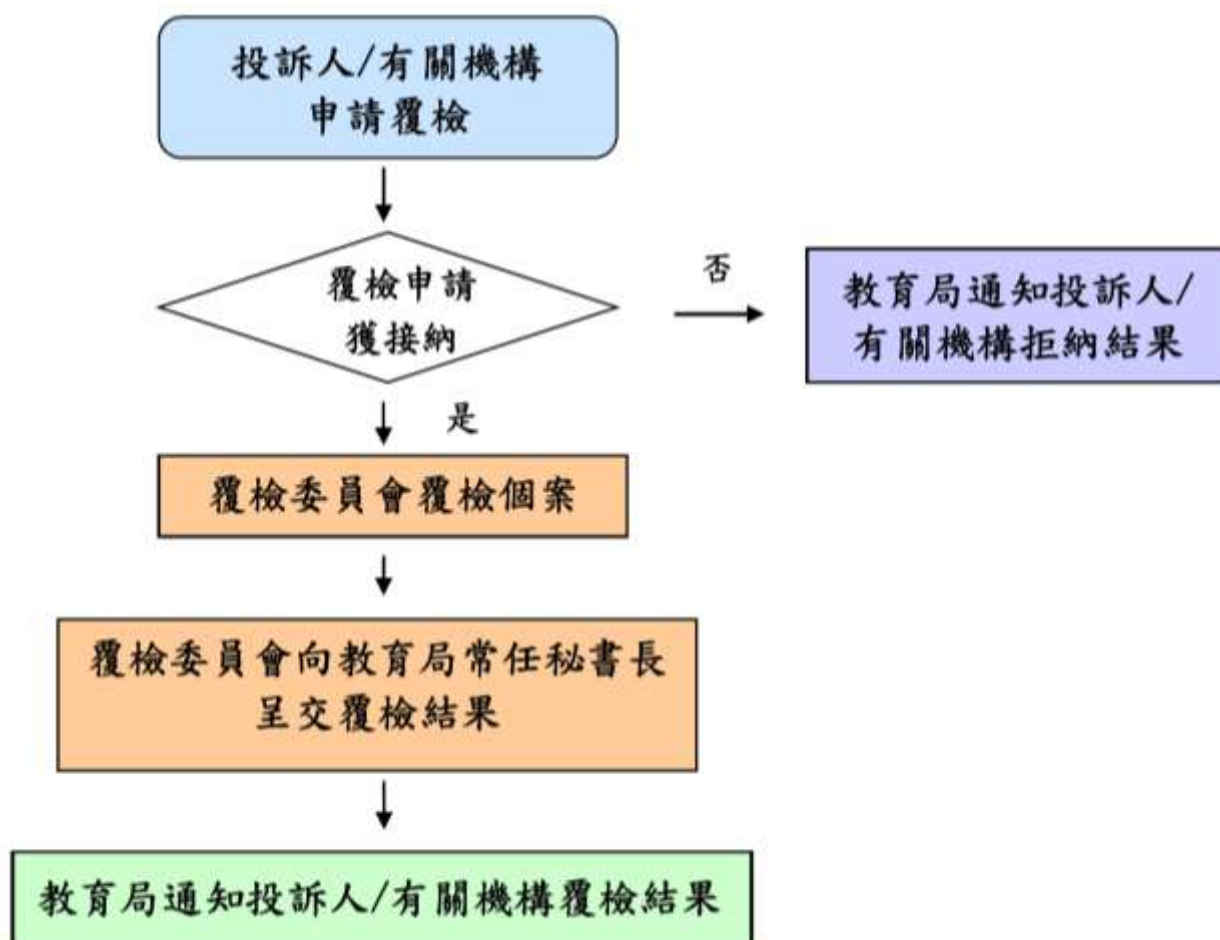 投訴人/有關機構
申請覆檢
覆檢申請
獲接納
否
教育局通知投訴人/
有關機構拒納結果
是
覆檢委員會覆檢個案
覆檢委員會向教育局常任秘書長
呈交覆檢結果
教育局通知投訴人/有關機構覆檢結果